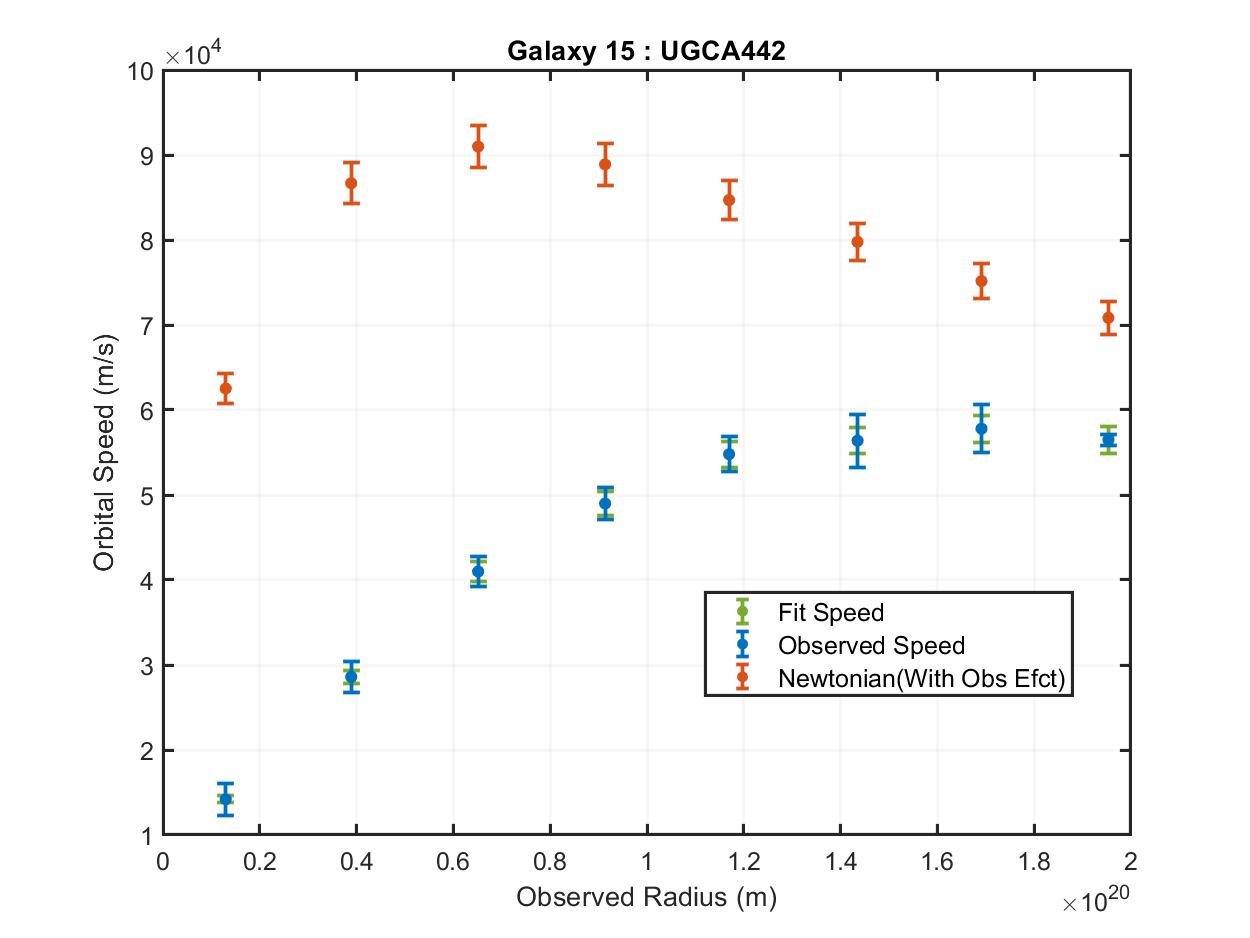 Galaxy 15 : UGCA442
×10⁴
10
9
8
7
6
5
4
3
2
1
Orbital Speed (m/s)
Fit Speed
Observed Speed
Newtonian(With Obs Efct)
0 0.2 0.4 0.6 0.8 1 1.2 1.4 1.6 1.8 2
Observed Radius (m)
×10²⁰